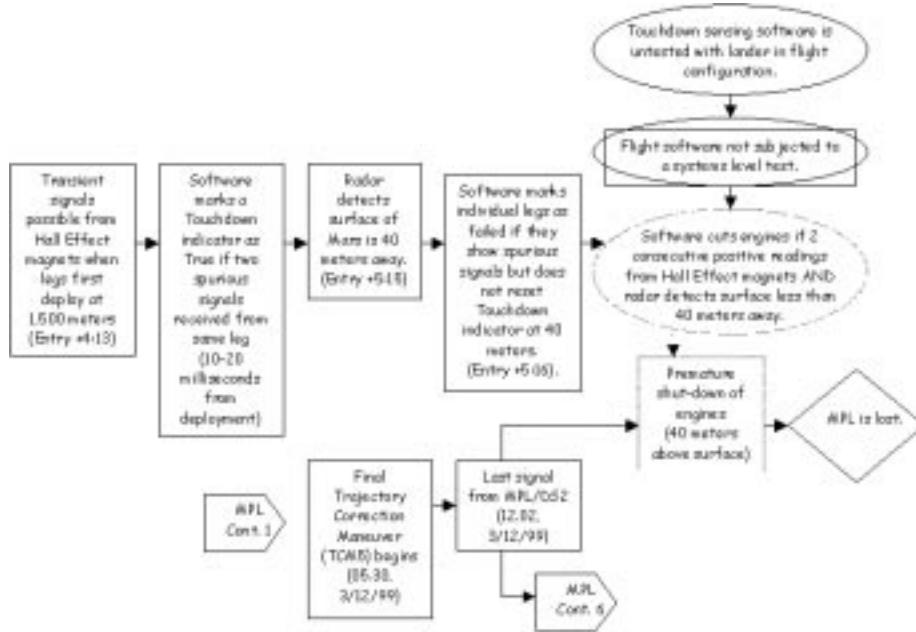 Touchdown sensing software is
untested with lander in flight
configuration.
Flight software not subjected to
a systems level test.
Transient
signals
possible from
Hall Effect
magnets when
legs first
deploy at
1,500 meters
(Entry +4:13)
Software
marks a
Touchdown
indicator as
True if two
spurious
signals
received from
same leg
(10-20
milliseconds
from
deployment)
Radar
detects
surface of
Mars is 40
meters away.
(Entry +5:15)
Software marks
individual legs as
failed if they
show spurious
signals but does
not reset
Touchdown
indicator at 40
meters.
(Entry +5:16).
Software cuts engines if 2
consecutive positive readings
from Hall Effect magnets AND
radar detects surface less than
40 meters away.
Premature
shut-down of
engines
(40 meters
above surface)
MPL is lost.
MPL
Cont. 1
Final
Trajectory
Correction
Maneuver
(TCM5) begins
(05.30,
3/12/99)
Last signal
from MPL/DS2
(12.02,
3/12/99)
MPL
Cont. 6